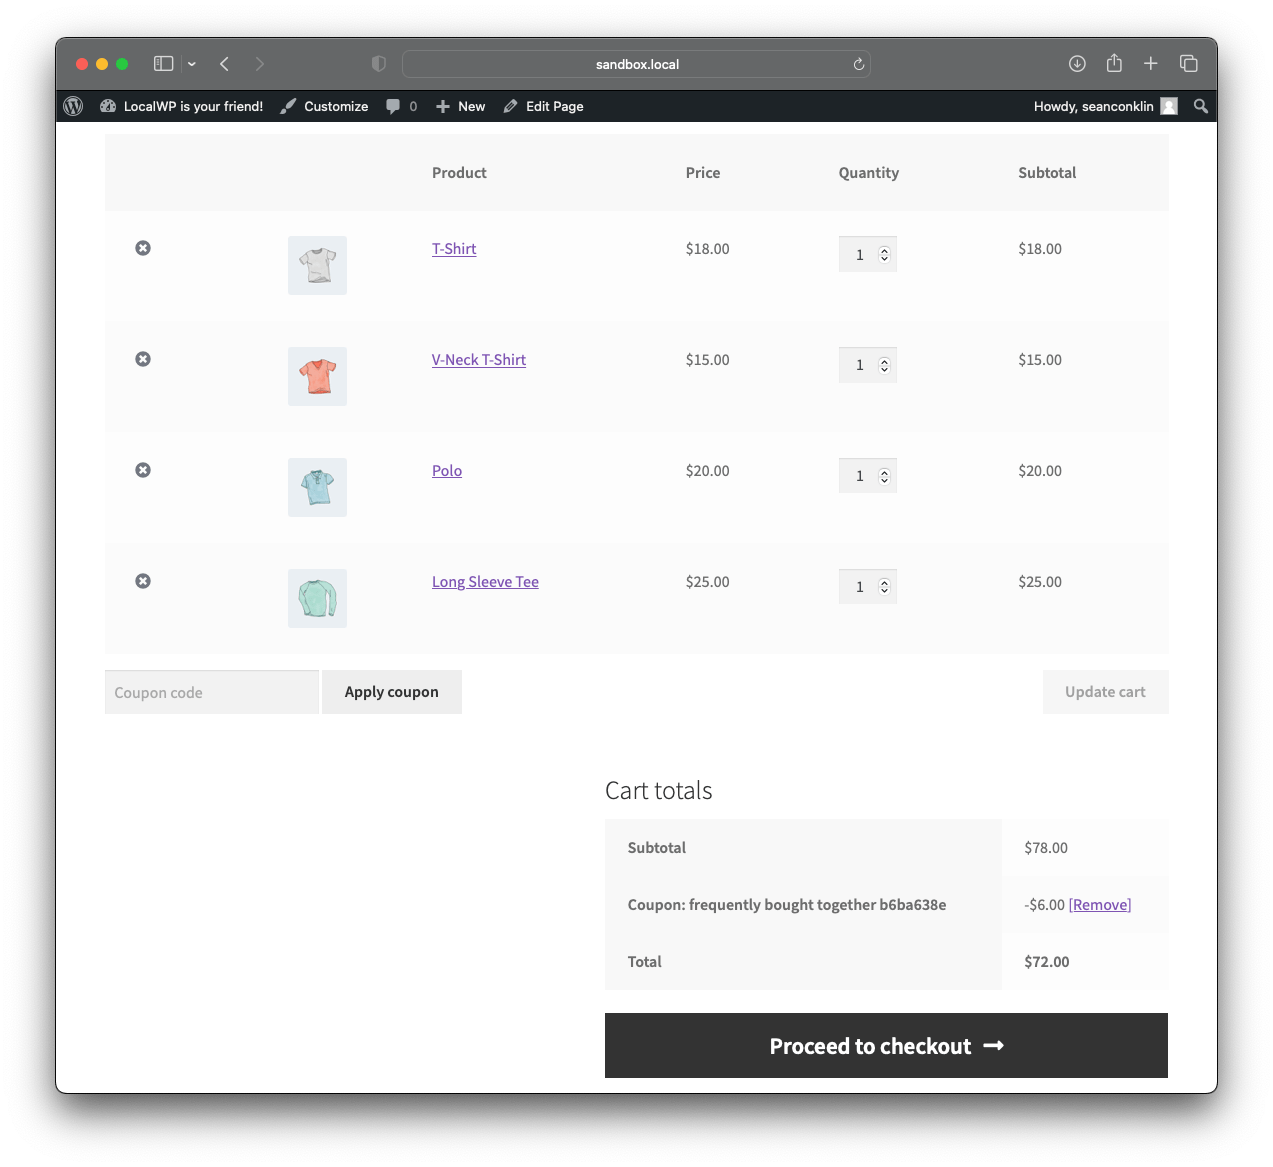 sandbox.local
LocalWP is your friend! Customize 0 New Edit Page Howdy, seanconklin
Product Price Quantity Subtotal
T-Shirt $18.00 1 $18.00
V-Neck T-Shirt $15.00 1 $15.00
Polo $20.00 1 $20.00
Long Sleeve Tee $25.00 1 $25.00
Coupon code Apply coupon Update cart
Cart totals
Subtotal $78.00
Coupon: frequently bought together b6ba638e -$6.00 [Remove]
Total $72.00
Proceed to checkout →